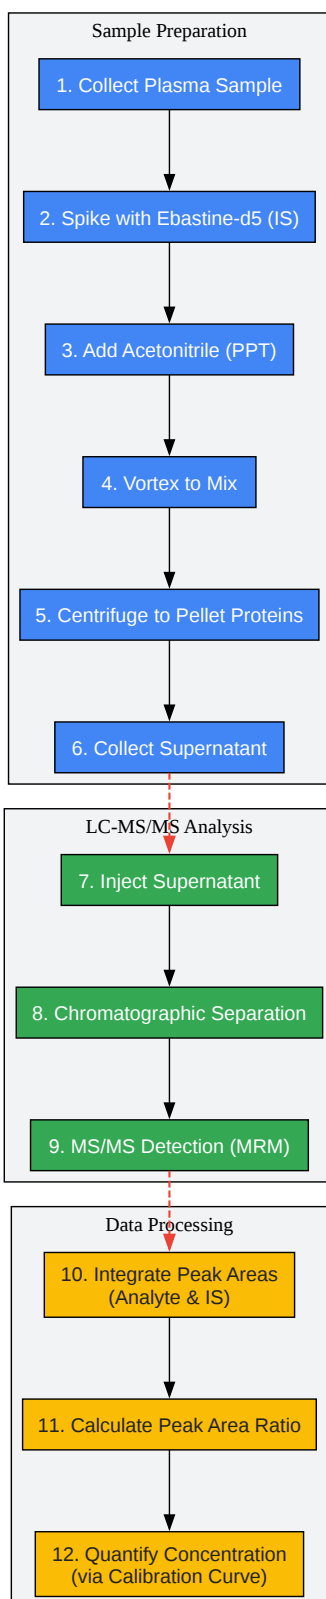 Sample Preparation
1. Collect Plasma Sample
2. Spike with Ebastine-d5 (IS)
3. Add Acetonitrile (PPT)
4. Vortex to Mix
5. Centrifuge to Pellet Proteins
6. Collect Supernatant
LC-MS/MS Analysis
7. Inject Supernatant
8. Chromatographic Separation
9. MS/MS Detection (MRM)
Data Processing
10. Integrate Peak Areas
(Analyte & IS)
11. Calculate Peak Area Ratio
12. Quantify Concentration
(via Calibration Curve)